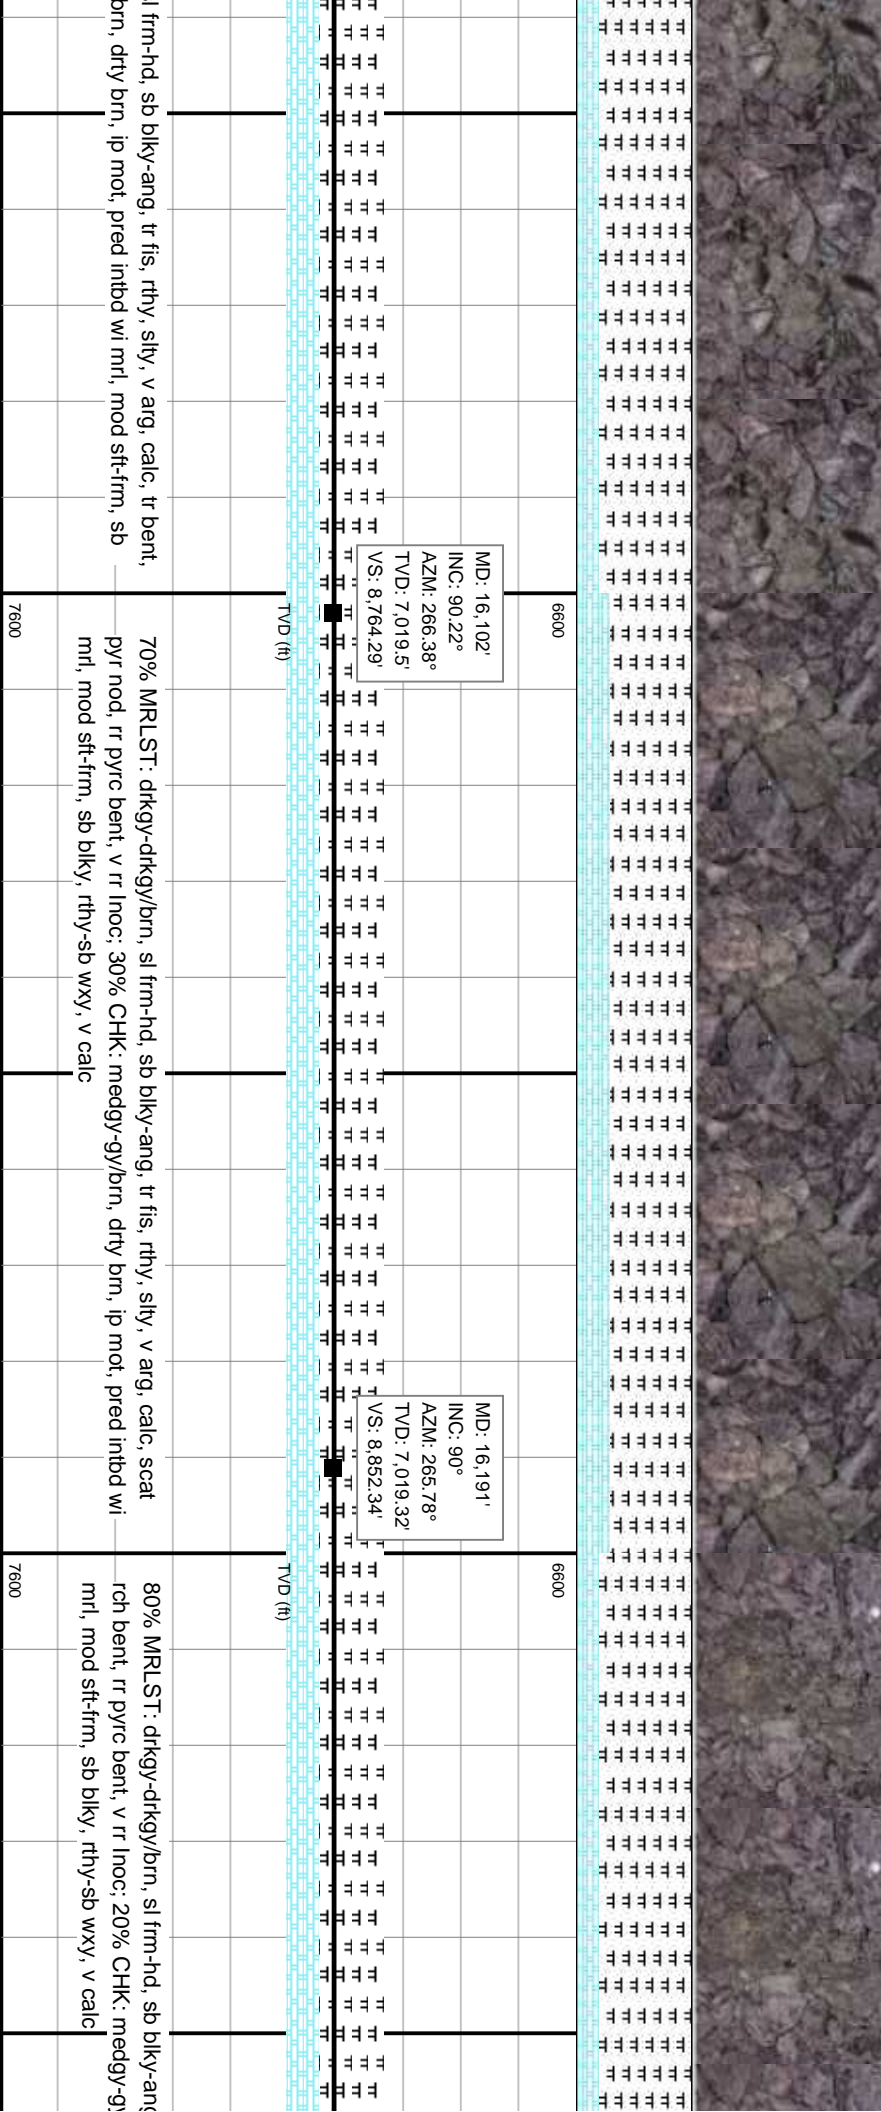 sl frm-hd, sb blky-ang, tr fis, rthy, slty, v arg, calc, tr bent,
brn, drty brn, ip mot, pred intbd wi mrl, mod sft-frm, sb
6600
MD: 16,102'
INC: 90.22°
AZM: 266.38°
TVD: 7,019.5'
VS: 8,764.29'
TVD (ft)
70% MRLST: drkgy-drkgy/brn, sl frm-hd, sb blky-ang, tr fis, rthy, slty, v arg, calc, scat
pyr nod, rr pyrc bent, v rr Inoc; 30% CHK: medgy-gy/brn, drty brn, ip mot, pred intbd wi
mrl, mod sft-frm, sb blky, rthy-sb wxy, v calc
7600
MD: 16,191'
INC: 90°
AZM: 265.78°
TVD: 7,019.32'
VS: 8,852.34'
6600
TVD (ft)
80% MRLST: drkgy-drkgy/brn, sl frm-hd, sb blky-ang
rch bent, rr pyrc bent, v rr Inoc; 20% CHK: medgy-gy
mrl, mod sft-frm, sb blky, rthy-sb wxy, v calc
7600